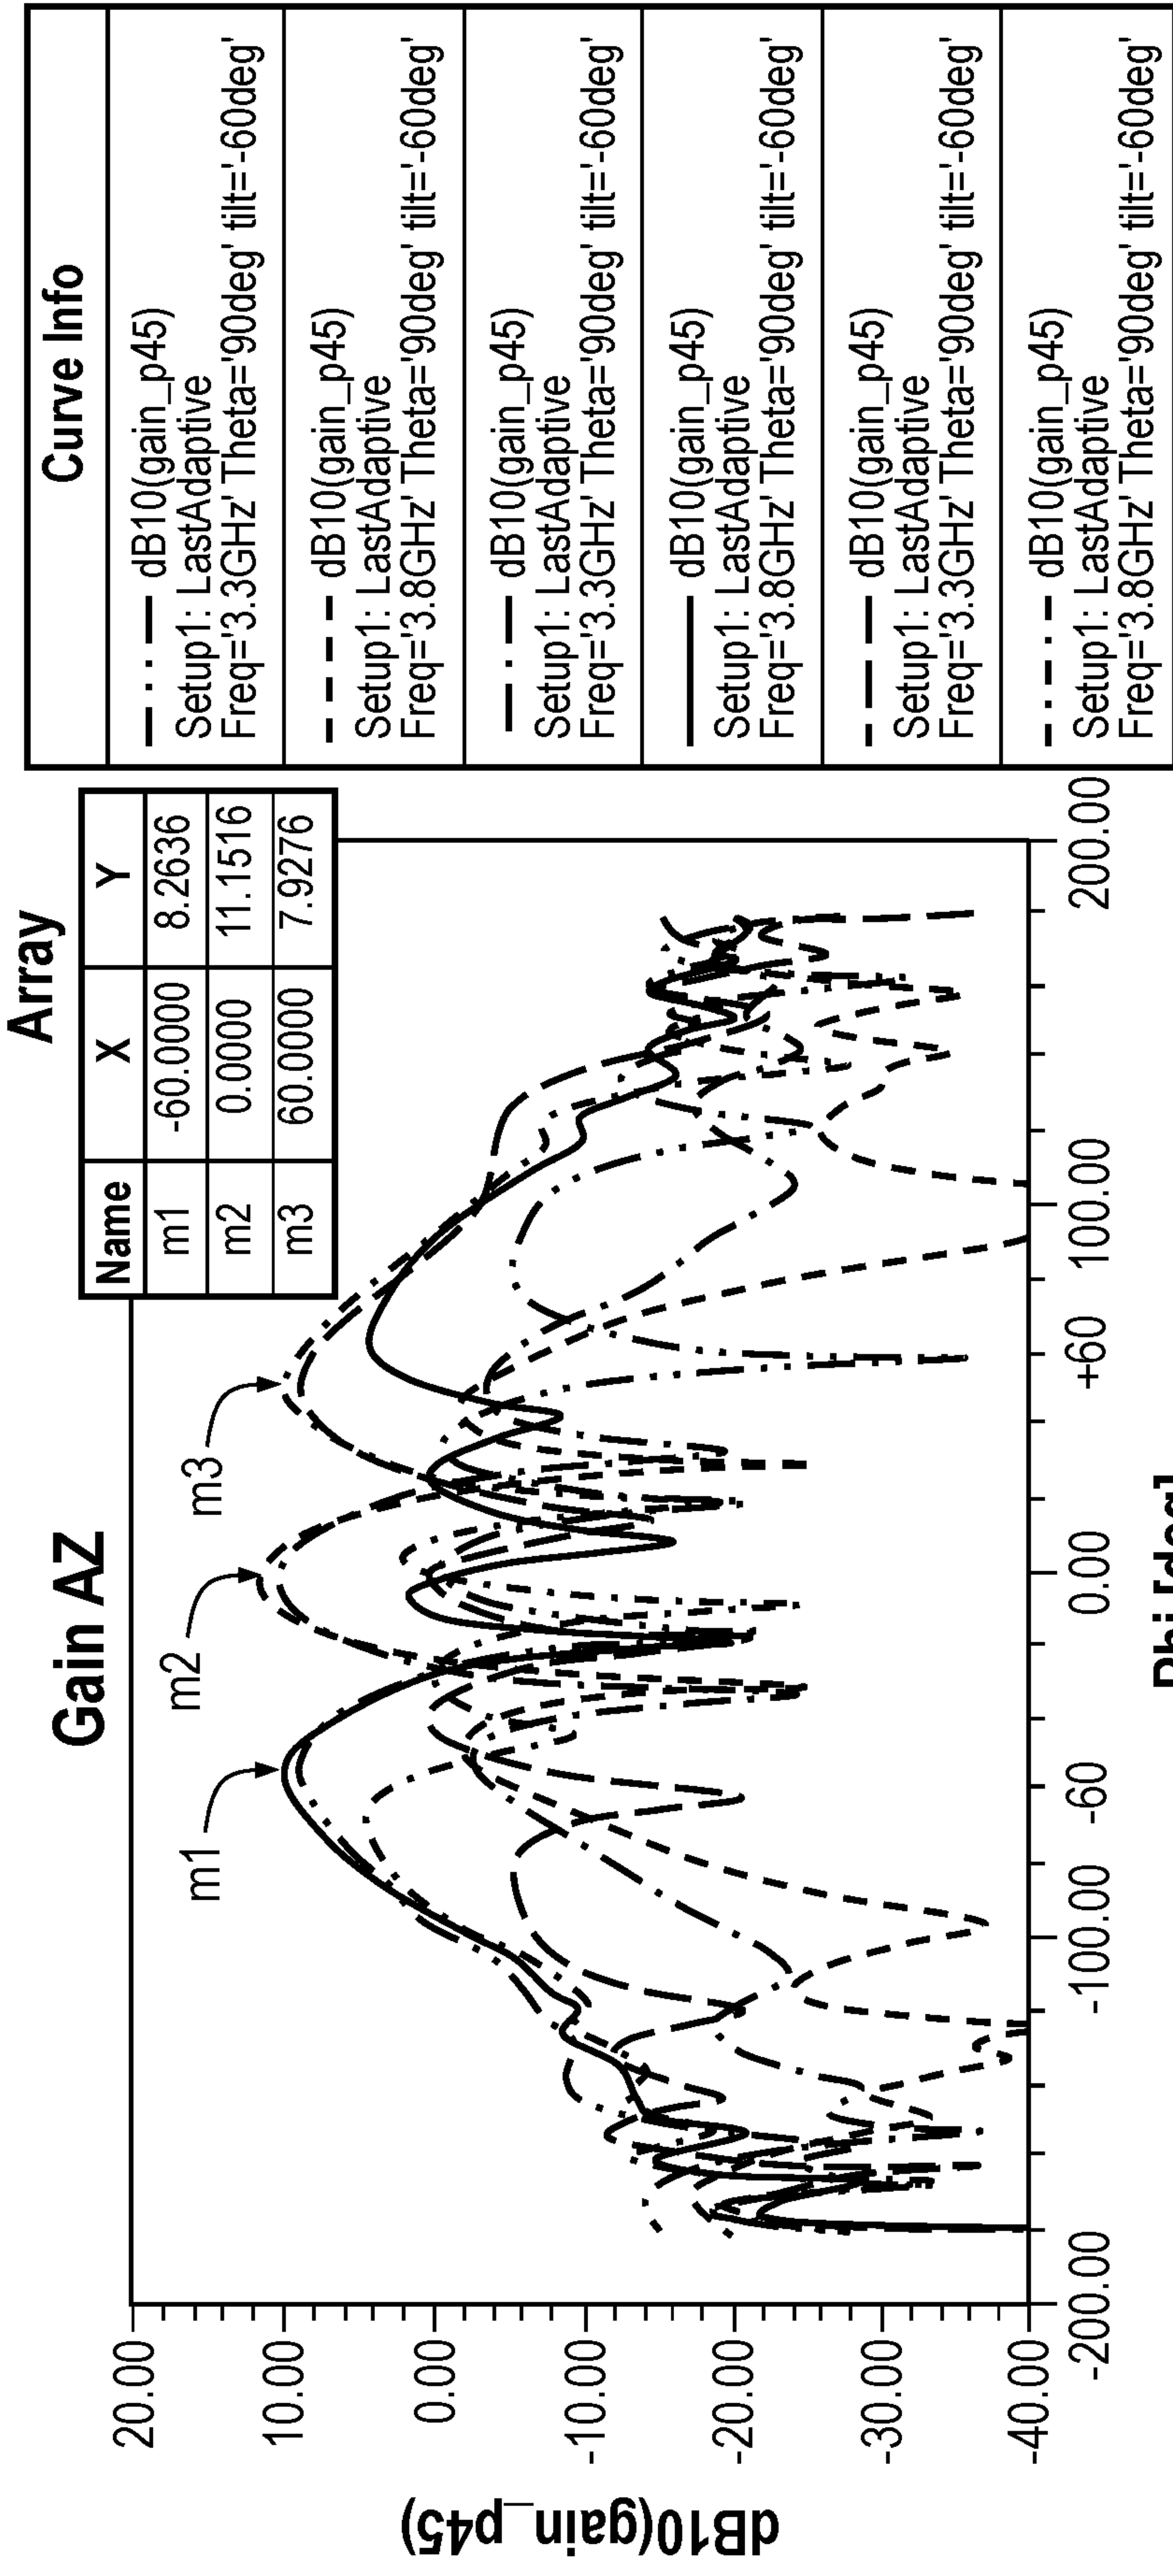 Gain AZ
Array
Name X Y
m1 -60.0000 8.2636
m2 0.0000 11.1516
m3 60.0000 7.9276
m1
m2
m3
dB10(gain_p45)
20.00
10.00
0.00
-10.00
-20.00
-30.00
-40.00
-200.00
-100.00
-60
0.00
+60
100.00
200.00
Phi [deg]
Curve Info
dB10(gain_p45)
Setup1: LastAdaptive
Freq='3.3GHz' Theta='90deg' tilt='-60deg'
dB10(gain_p45)
Setup1: LastAdaptive
Freq='3.8GHz' Theta='90deg' tilt='-60deg'
dB10(gain_p45)
Setup1: LastAdaptive
Freq='3.3GHz' Theta='90deg' tilt='-60deg'
dB10(gain_p45)
Setup1: LastAdaptive
Freq='3.8GHz' Theta='90deg' tilt='-60deg'
dB10(gain_p45)
Setup1: LastAdaptive
Freq='3.3GHz' Theta='90deg' tilt='-60deg'
dB10(gain_p45)
Setup1: LastAdaptive
Freq='3.8GHz' Theta='90deg' tilt='-60deg'